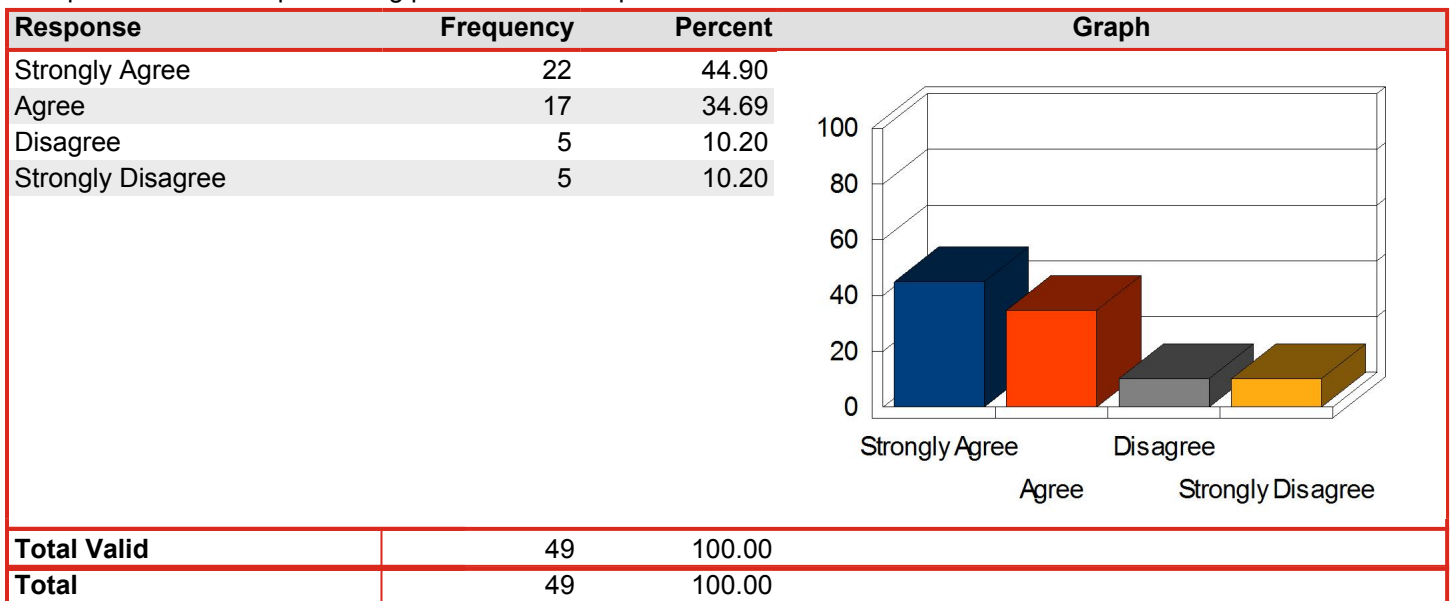 Response Frequency Percent Graph
Strongly Agree 22 44.90
Agree 17 34.69
Disagree 5 10.20
Strongly Disagree 5 10.20
100
80
60
40
20
0
Strongly Agree Disagree
Agree Strongly Disagree
Total Valid 49 100.00
Total 49 100.00